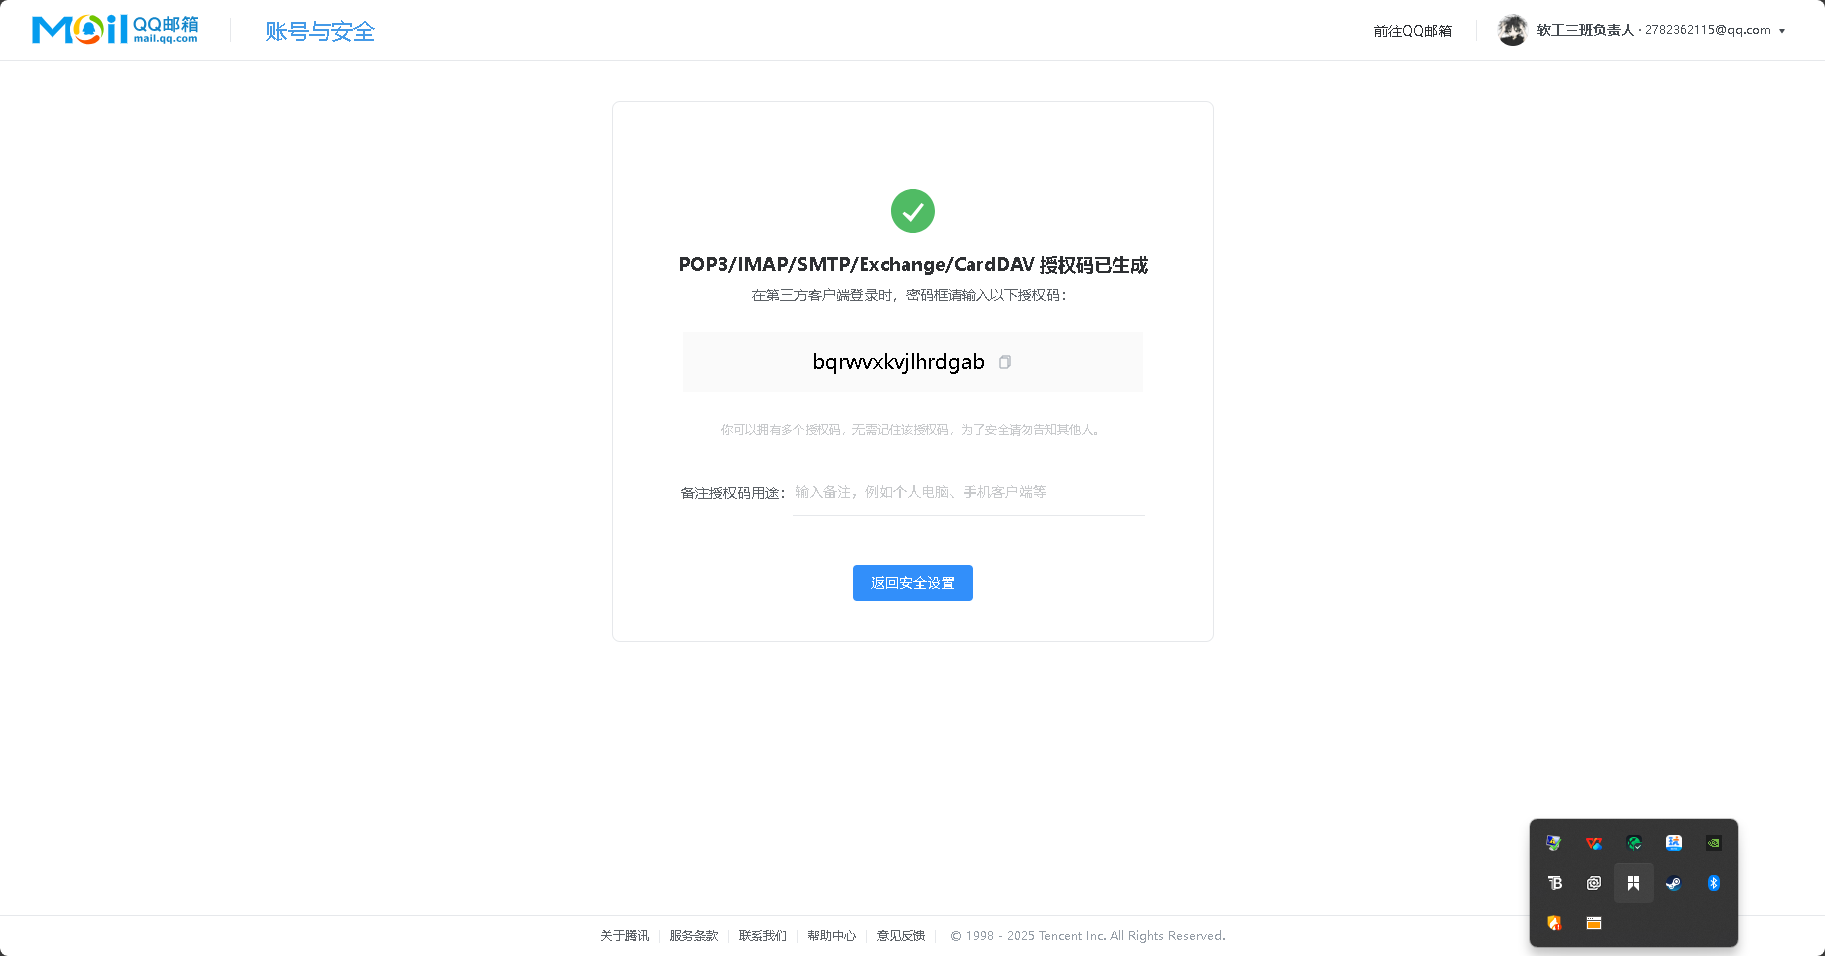 Mail QQ邮箱
mail.qq.com
账号与安全
前往QQ邮箱
软工三班负责人 · 2782362115@qq.com
POP3/IMAP/SMTP/Exchange/CardDAV 授权码已生成
在第三方客户端登录时，密码框请输入以下授权码：
bqrwvxkvjlhrdgab
你可以拥有多个授权码，无需记住该授权码，为了安全请勿告知其他人。
备注授权码用途： 输入备注，例如个人电脑、手机客户端等
返回安全设置
关于腾讯 服务条款 联系我们 帮助中心 意见反馈 © 1998 - 2025 Tencent Inc. All Rights Reserved.